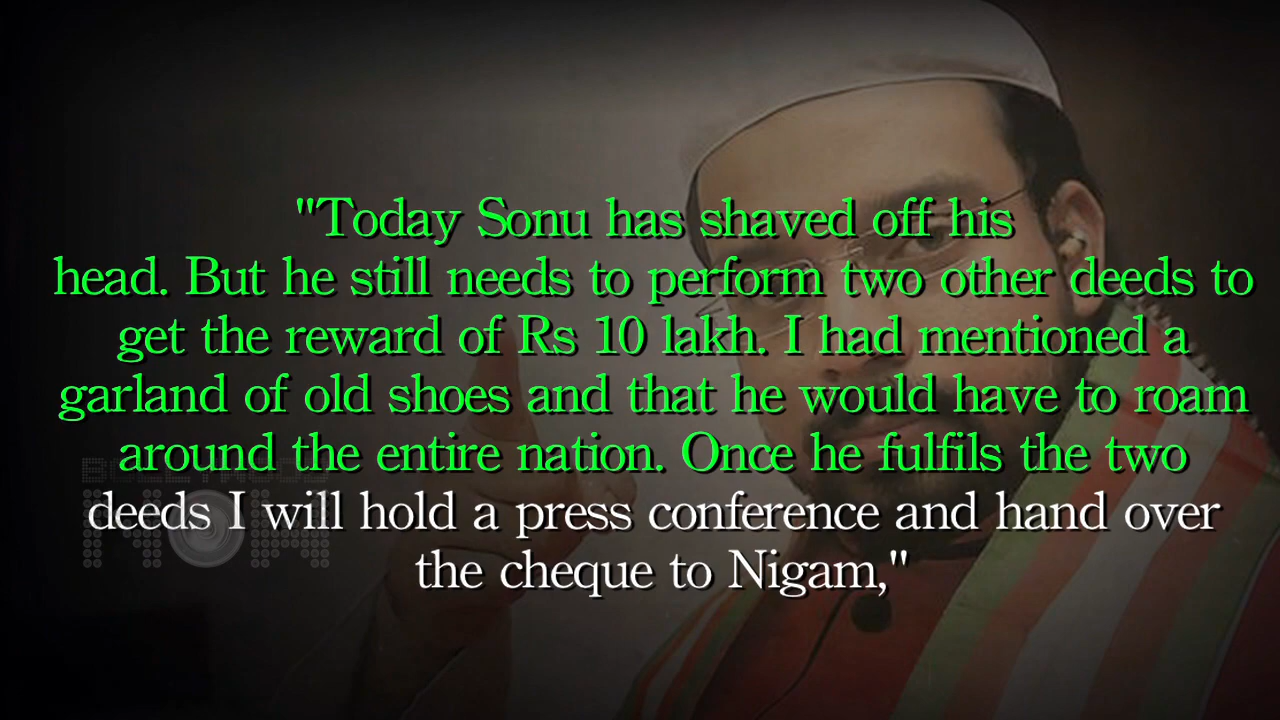 "Today Sonu has shaved off his
head. But he still needs to perform two other deeds to
get the reward of Rs 10 lakh. I had mentioned a
garland of old shoes and that he would have to roam
around the entire nation. Once he fulfils the two
deeds I will hold a press conference and hand over
the cheque to Nigam,"
BOLLYWOOD
NOW